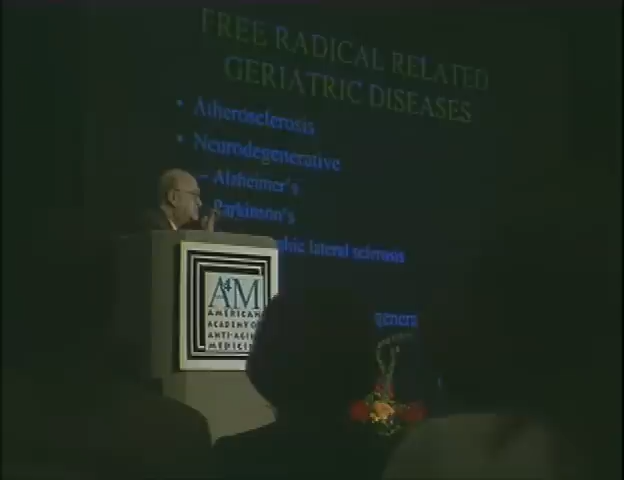 FREE RADICAL RELATED
GERIATRIC DISEASES
• Atherosclerosis
• Neurodegenerative
– Alzheimer's
Parkinson's
lateral sclerosis
A4M
AMERICAN
ACADEMY OF
ANTI-AGING
MEDICINE